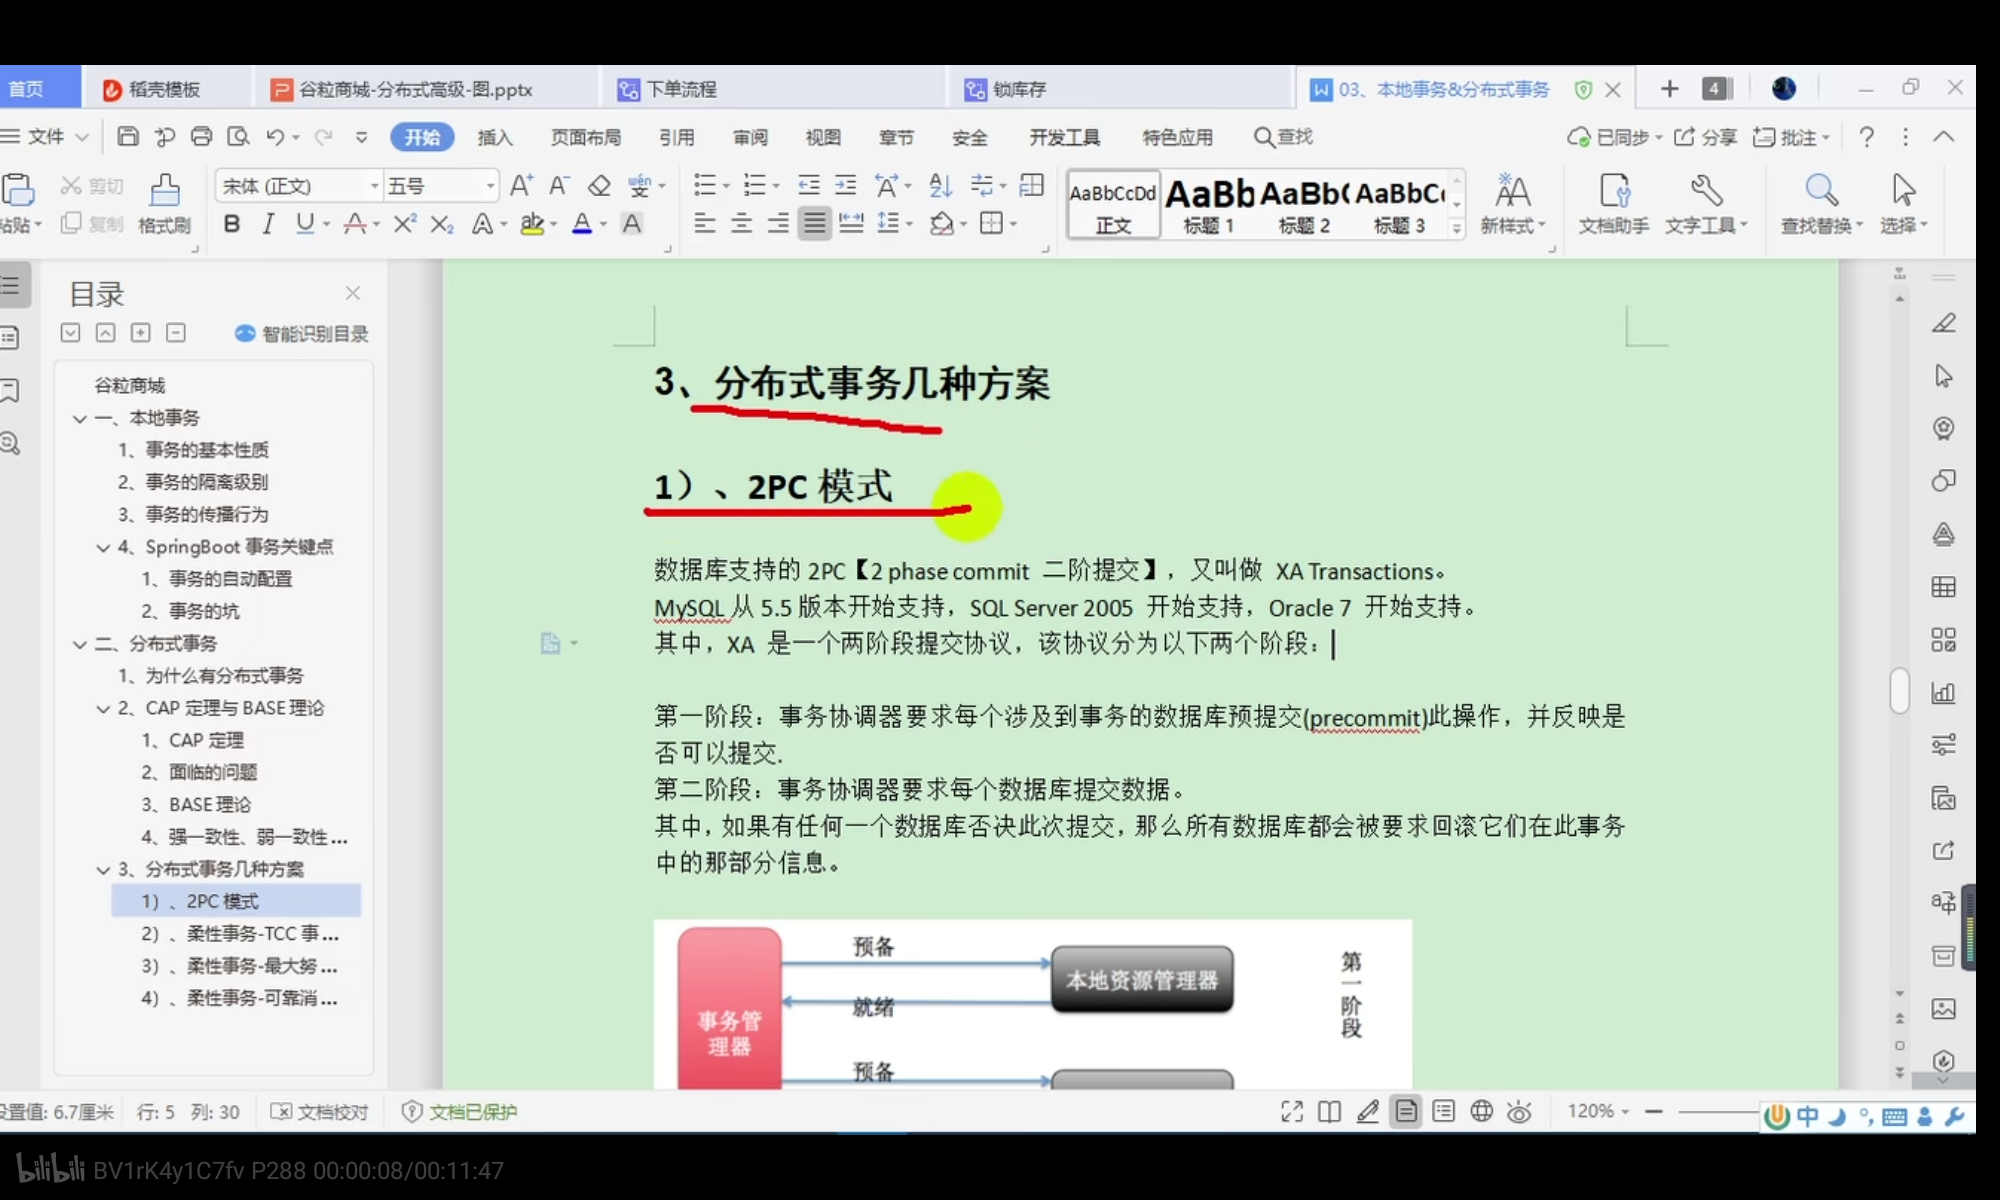 首页
稻壳模板
谷粒商城-分布式高级-图.pptx
下单流程
锁库存
03、本地事务&分布式事务
4
文件
开始
插入
页面布局
引用
审阅
视图
章节
安全
开发工具
特色应用
查找
已同步
分享
批注
粘贴
剪切
复制
格式刷
宋体 (正文)
五号
AaBbCcDd
正文
AaBb
标题 1
AaBb(
标题 2
AaBbC
标题 3
新样式
文档助手
文字工具
查找替换
选择
目录
智能识别目录
谷粒商城
一、本地事务
1、事务的基本性质
2、事务的隔离级别
3、事务的传播行为
4、SpringBoot 事务关键点
1、事务的自动配置
2、事务的坑
二、分布式事务
1、为什么有分布式事务
2、CAP 定理与 BASE 理论
1、CAP 定理
2、面临的问题
3、BASE 理论
4、强一致性、弱一致性...
3、分布式事务几种方案
1）、2PC 模式
2）、柔性事务-TCC 事...
3）、柔性事务-最大努...
4）、柔性事务-可靠消...
3、分布式事务几种方案
1）、2PC 模式
数据库支持的 2PC【2 phase commit 二阶提交】，又叫做 XA Transactions。
MySQL 从 5.5 版本开始支持，SQL Server 2005 开始支持，Oracle 7 开始支持。
其中，XA 是一个两阶段提交协议，该协议分为以下两个阶段：
第一阶段：事务协调器要求每个涉及到事务的数据库预提交(precommit)此操作，并反映是
否可以提交.
第二阶段：事务协调器要求每个数据库提交数据。
其中，如果有任何一个数据库否决此次提交，那么所有数据库都会被要求回滚它们在此事务
中的那部分信息。
事务管
理器
预备
就绪
预备
本地资源管理器
第一阶段
设置值: 6.7厘米
行: 5
列: 30
文档校对
文档已保护
120%
中
bilibili BV1rK4y1C7fv P288 00:00:08/00:11:47